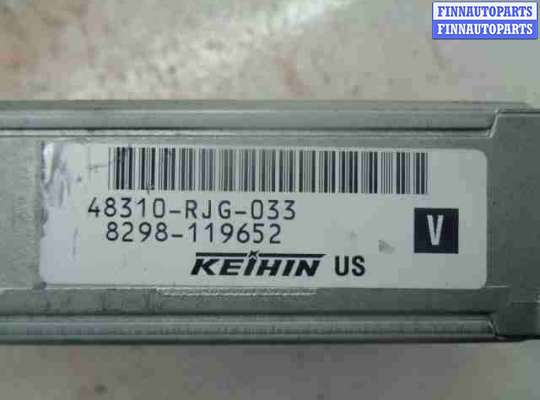 FINNAUTOPARTS
FINNAUTOPARTS
48310-RJG-033
8298-119652
V
KEIHIN US